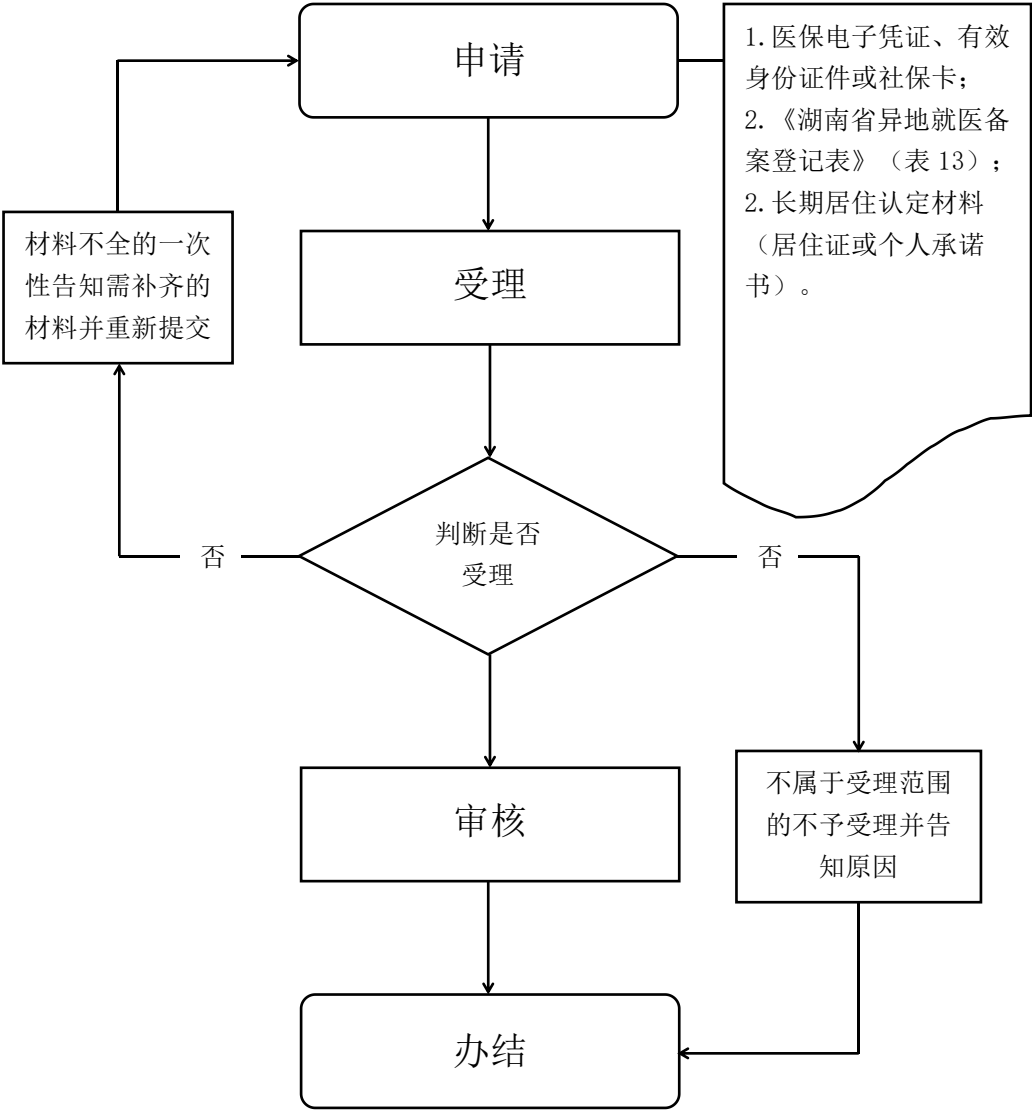 申请
1.医保电子凭证、有效
身份证件或社保卡；
2.《湖南省异地就医备
案登记表》（表 13）；
2.长期居住认定材料
（居住证或个人承诺
书）。
材料不全的一次
性告知需补齐的
材料并重新提交
受理
判断是否
受理
否
否
审核
不属于受理范围
的不予受理并告
知原因
办结